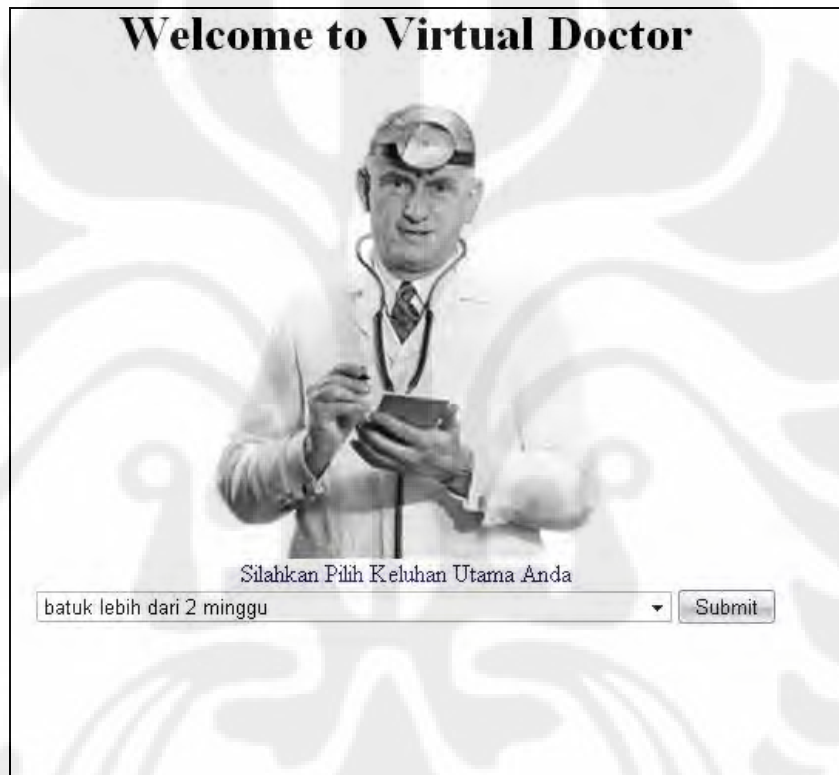 Welcome to Virtual Doctor
Silahkan Pilih Keluhan Utama Anda
batuk lebih dari 2 minggu
Submit